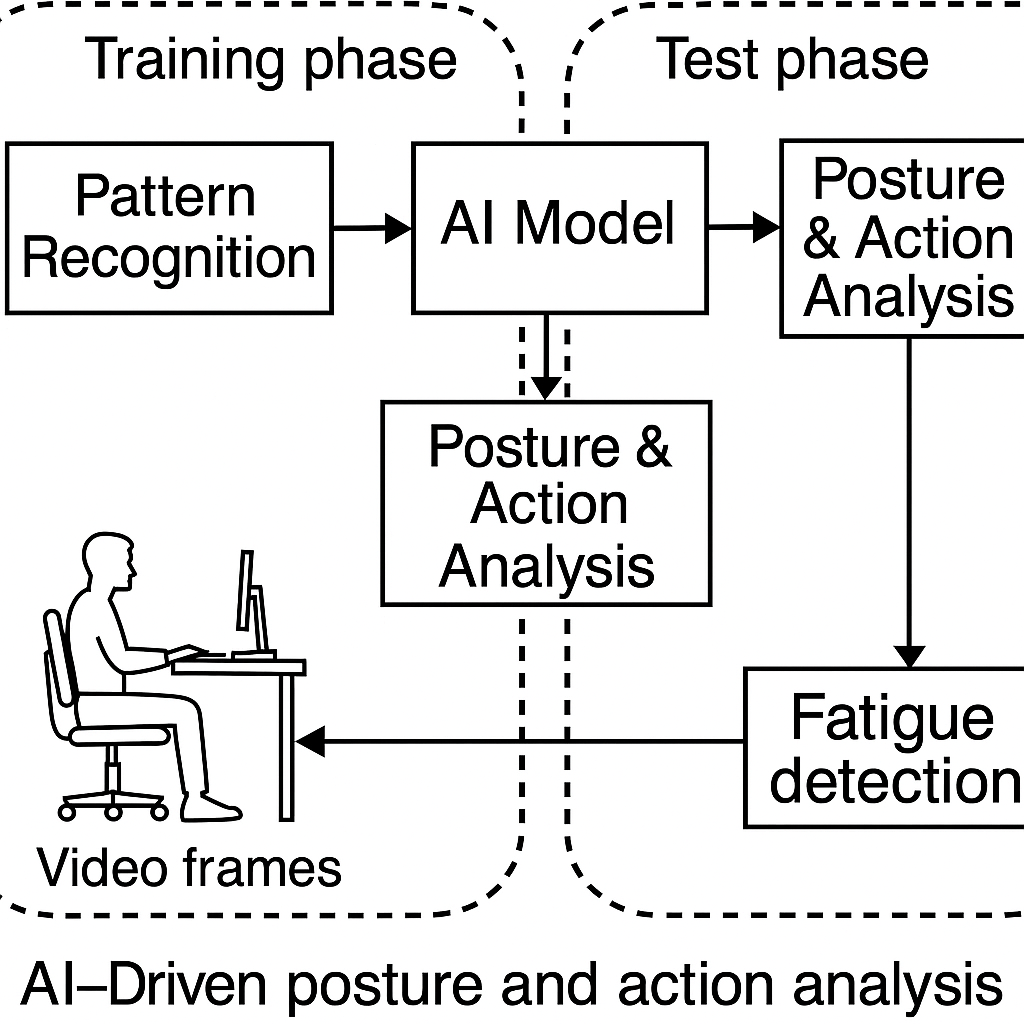 Training phase
Test phase
Pattern
Recognition
AI Model
Posture
& Action
Analysis
Posture &
Action
Analysis
Fatigue
detection
Video frames
AI–Driven posture and action analysis